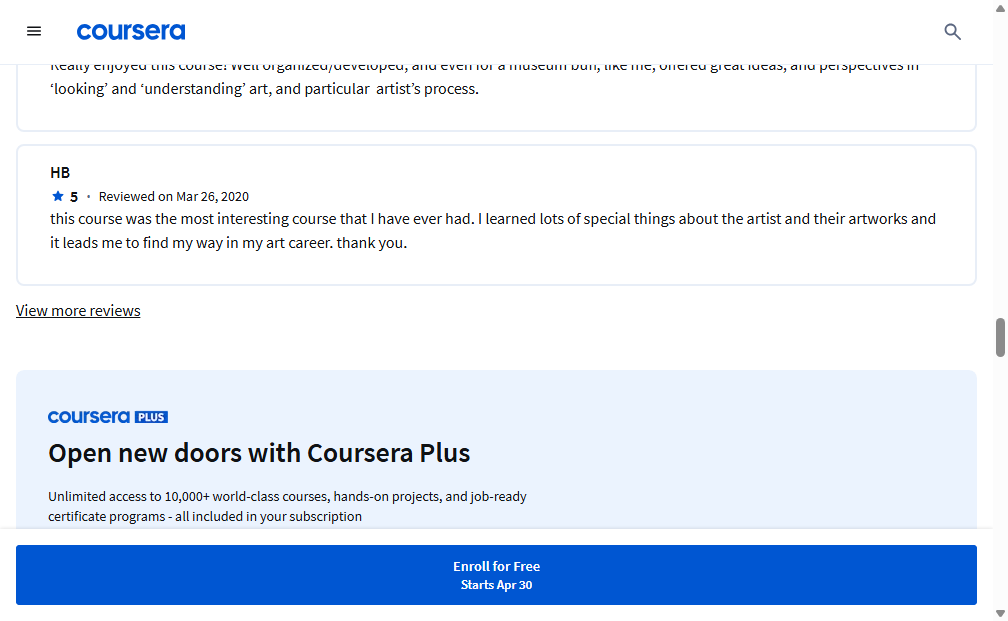 coursera
Really enjoyed this course! Well organized/developed, and even for a museum buff, like me, offered great ideas, and perspectives in
‘looking’ and ‘understanding’ art, and particular  artist’s process.
HB
5 · Reviewed on Mar 26, 2020
this course was the most interesting course that I have ever had. I learned lots of special things about the artist and their artworks and
it leads me to find my way in my art career. thank you.
View more reviews
coursera PLUS
Open new doors with Coursera Plus
Unlimited access to 10,000+ world-class courses, hands-on projects, and job-ready
certificate programs - all included in your subscription
Enroll for Free
Starts Apr 30